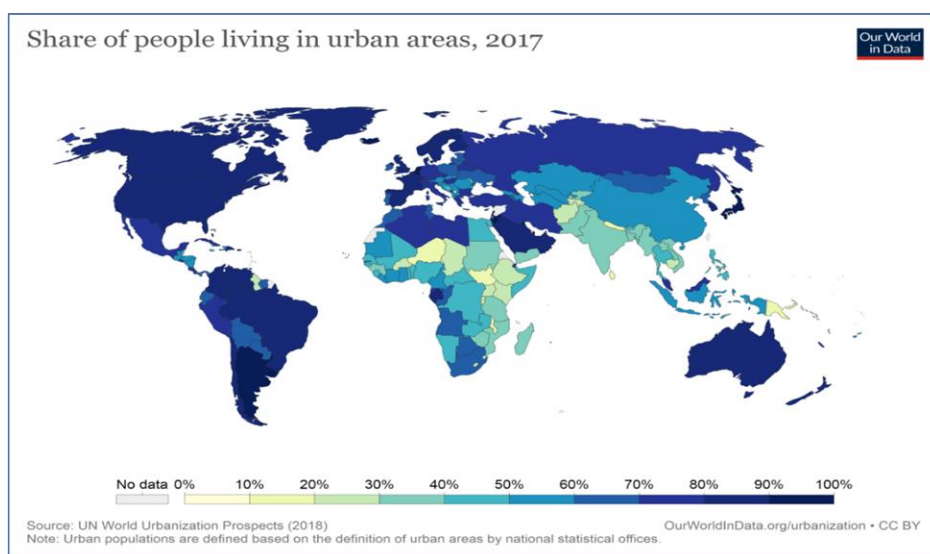 Share of people living in urban areas, 2017
Our World
in Data
No data 0% 10% 20% 30% 40% 50% 60% 70% 80% 90% 100%
Source: UN World Urbanization Prospects (2018)
OurWorldInData.org/urbanization • CC BY
Note: Urban populations are defined based on the definition of urban areas by national statistical offices.